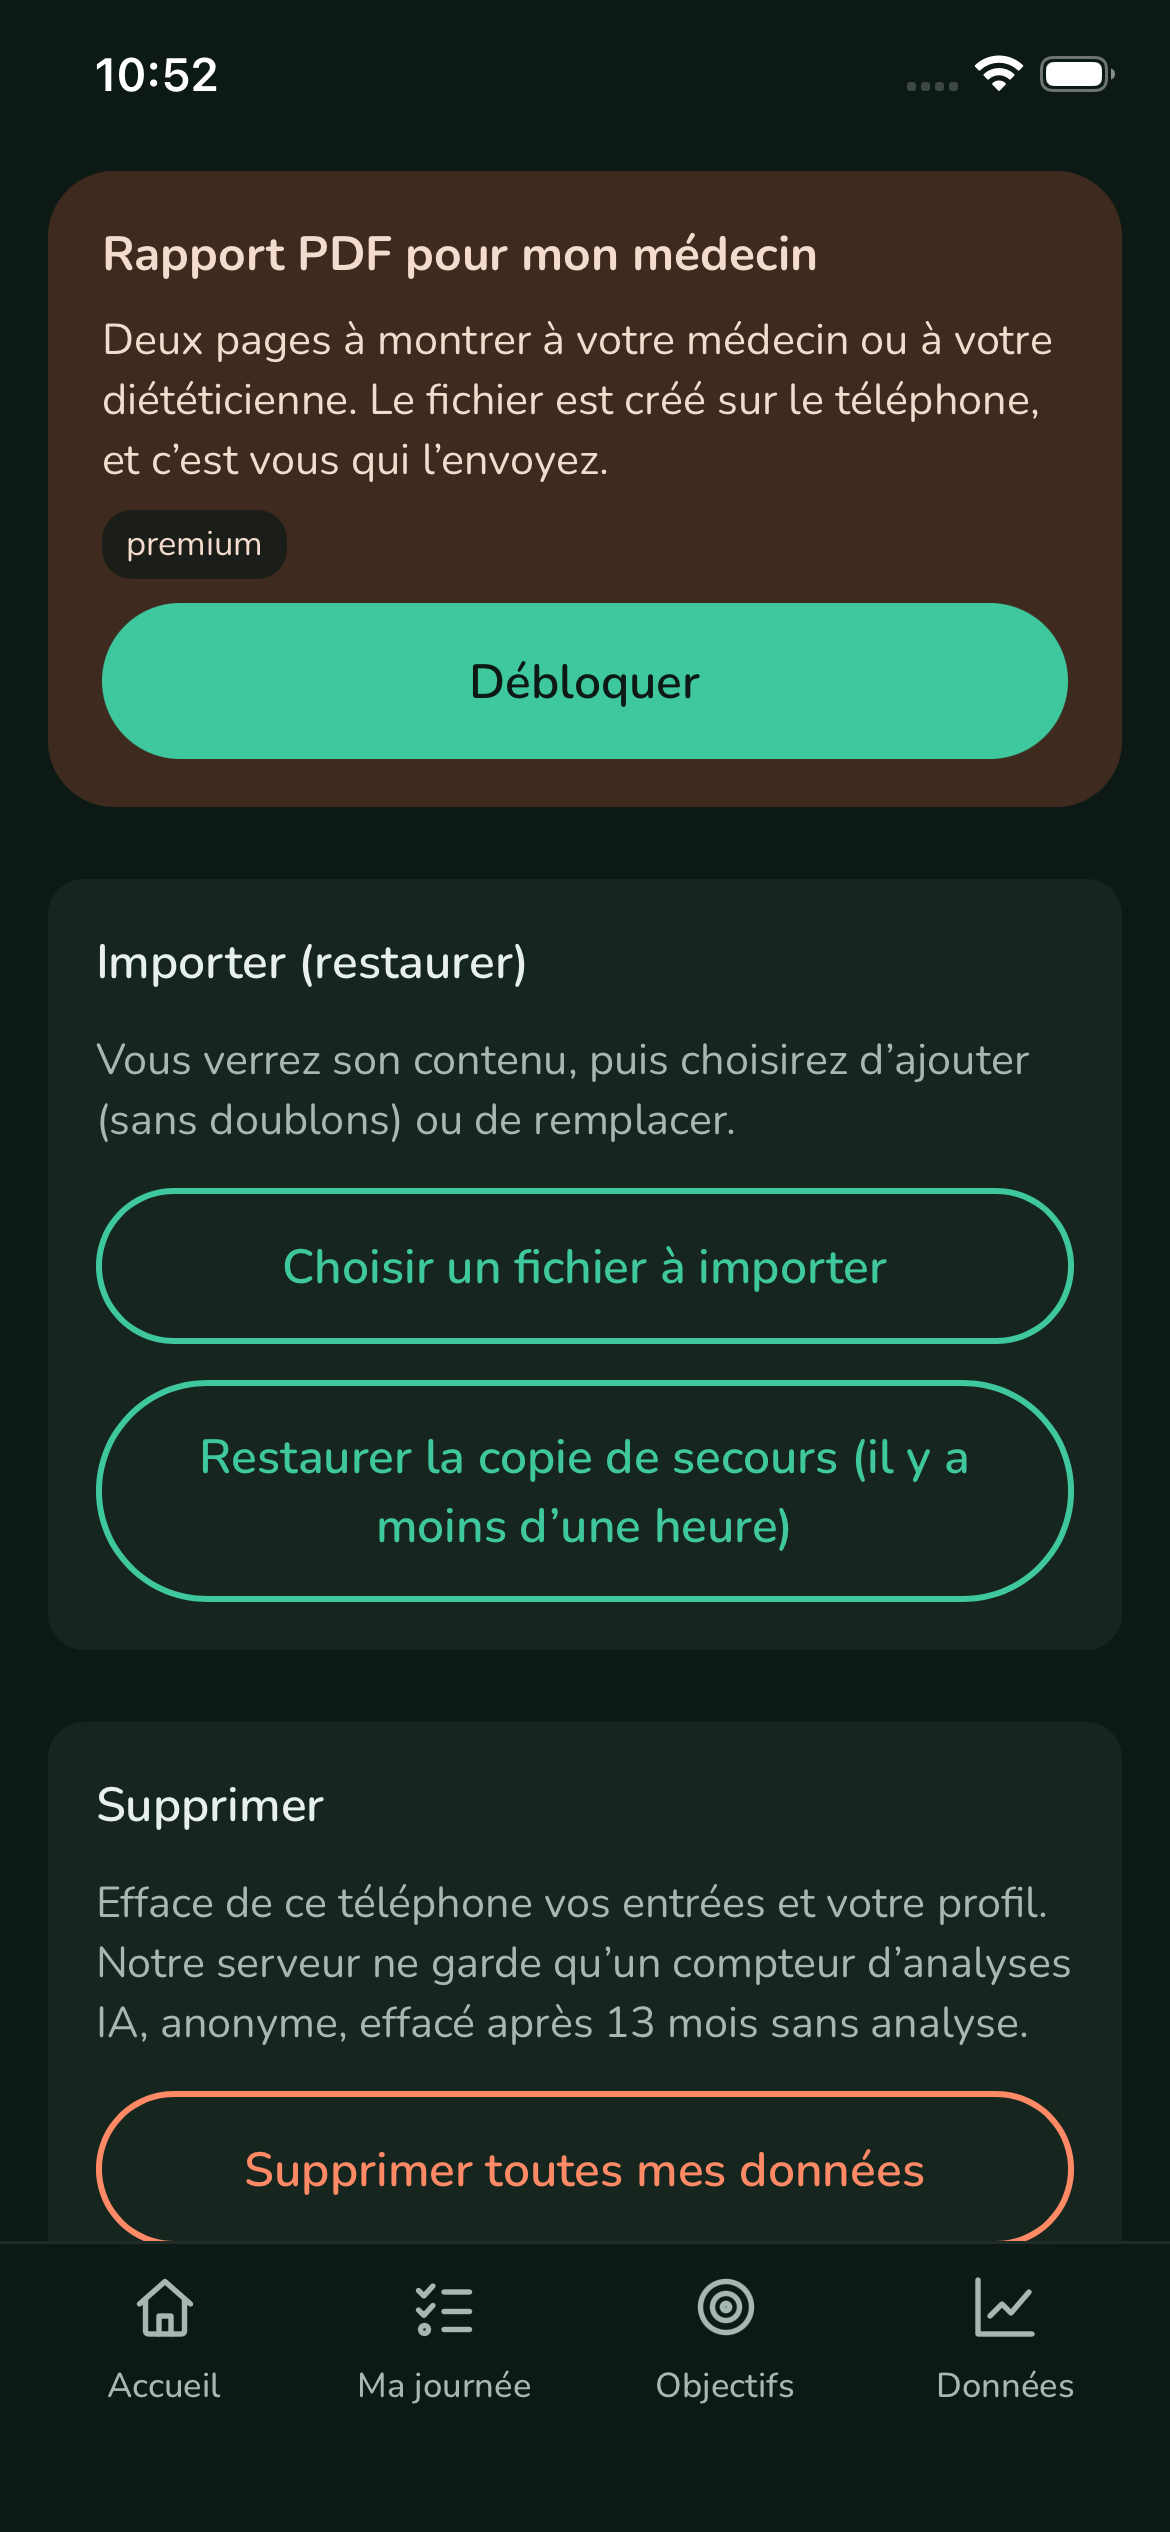 10:52
Rapport PDF pour mon médecin
Deux pages à montrer à votre médecin ou à votre
diététicienne. Le fichier est créé sur le téléphone,
et c’est vous qui l’envoyez.
premium
Débloquer
Importer (restaurer)
Vous verrez son contenu, puis choisirez d’ajouter
(sans doublons) ou de remplacer.
Choisir un fichier à importer
Restaurer la copie de secours (il y a
moins d’une heure)
Supprimer
Efface de ce téléphone vos entrées et votre profil.
Notre serveur ne garde qu’un compteur d’analyses
IA, anonyme, effacé après 13 mois sans analyse.
Supprimer toutes mes données
Accueil
Ma journée
Objectifs
Données